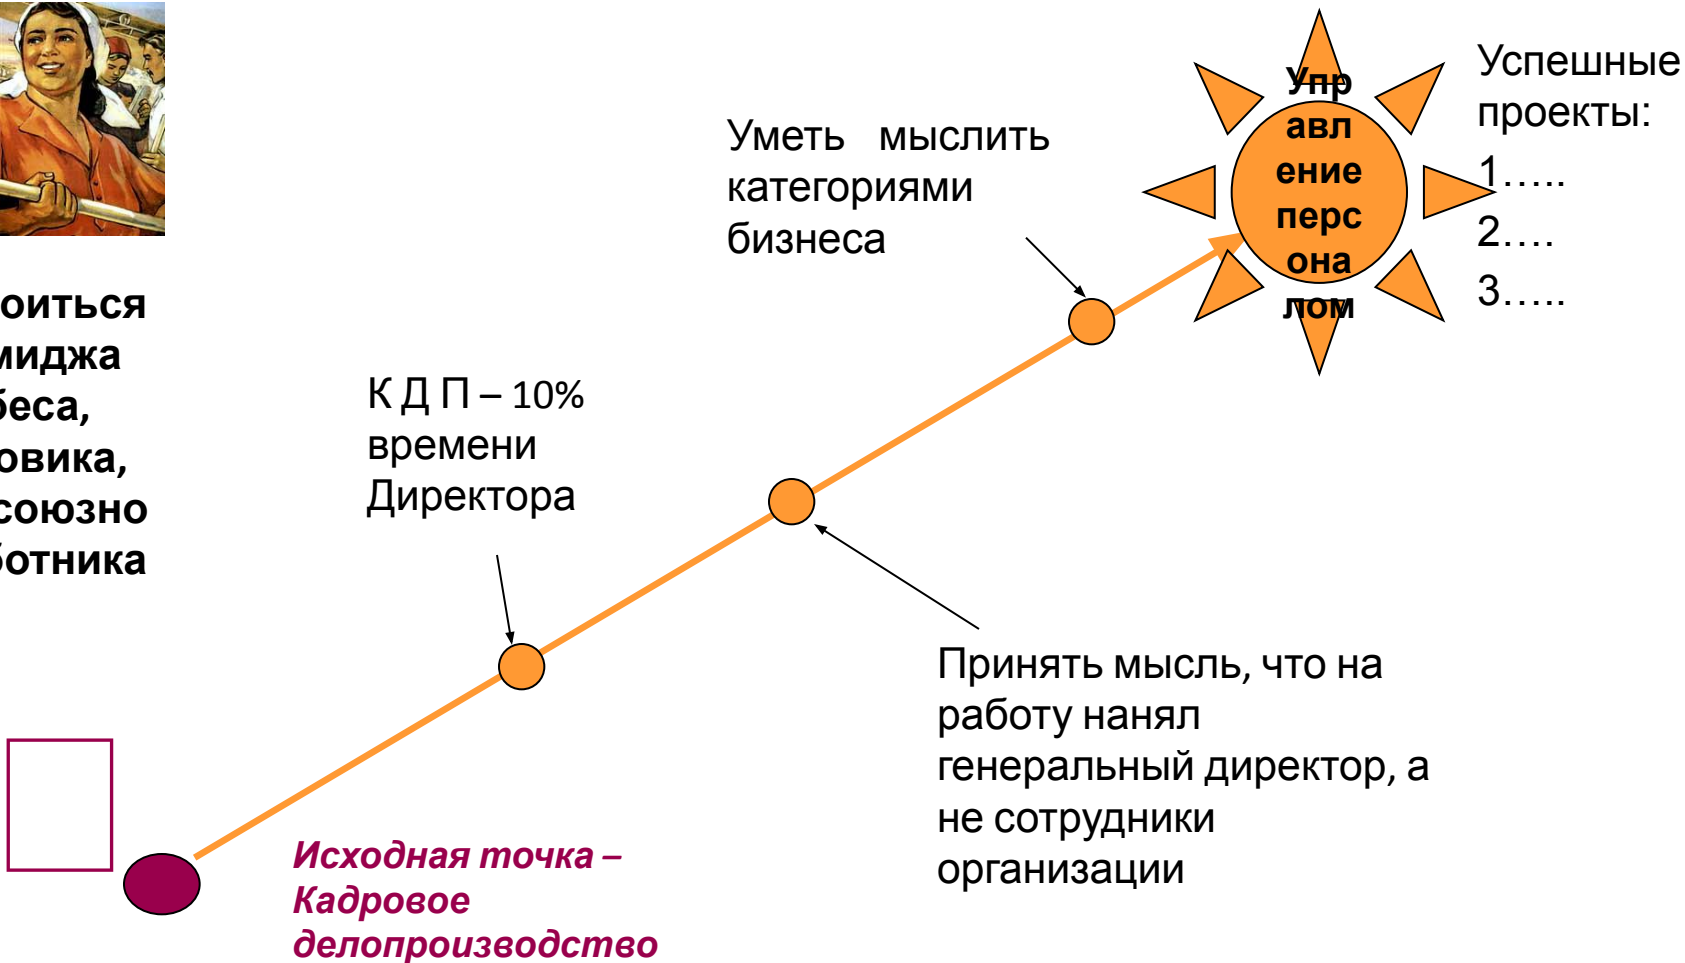 Уметь мыслить
категориями
бизнеса
Упр
авл
ение
перс
она
лом
Успешные
проекты:
1.….
2….
3…..
оиться
миджа
беса,
овика,
союзно
ботника
К Д П – 10%
времени
Директора
Принять мысль, что на
работу нанял
генеральный директор, а
не сотрудники
организации
Исходная точка –
Кадровое
делопроизводство